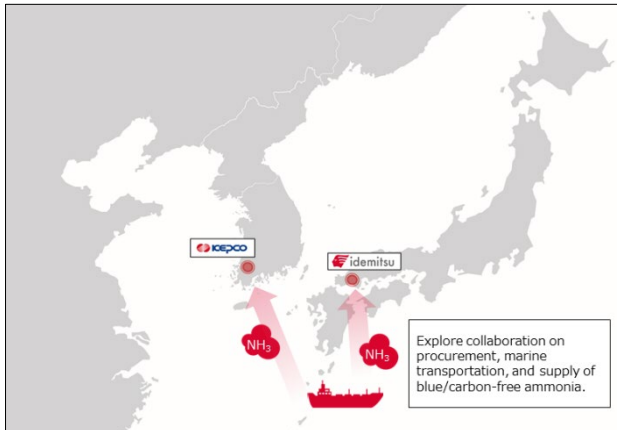 KEPCO
idemitsu
NH3
NH3
Explore collaboration on
procurement, marine
transportation, and supply of
blue/carbon-free ammonia.